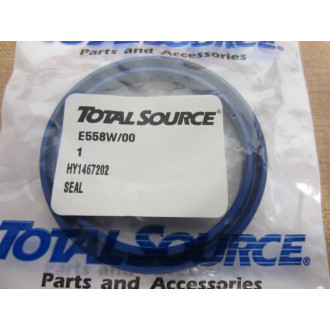 TOTAL SOURCE
Parts and Accessories
TOTAL SOURCE®
E558W/00
1
HY1467202
SEAL
TOTAL SOURCE®
Parts and Accessories